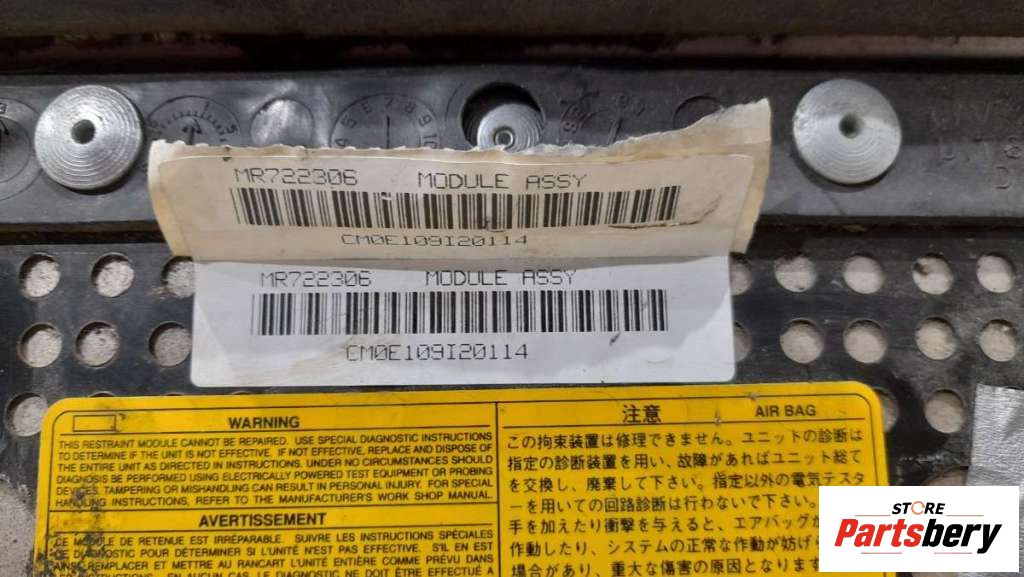 MR722306 MODULE ASSY
CM0E109I20114
MR722306 MODULE ASSY
CM0E109I20114
WARNING
THIS RESTRAINT MODULE CANNOT BE REPAIRED. USE SPECIAL DIAGNOSTIC INSTRUCTIONS
TO DETERMINE IF THE UNIT IS NOT EFFECTIVE. IF NOT EFFECTIVE, REPLACE AND DISPOSE OF
THE ENTIRE UNIT AS DIRECTED IN INSTRUCTIONS. UNDER NO CIRCUMSTANCES SHOULD
DIAGNOSIS BE PERFORMED USING ELECTRICALLY POWERED TEST EQUIPMENT OR PROBING
DEVICES. TAMPERING OR MISHANDLING CAN RESULT IN PERSONAL INJURY. FOR SPECIAL
HANDLING INSTRUCTIONS, REFER TO THE MANUFACTURER'S WORK SHOP MANUAL.
AVERTISSEMENT
CE MODULE DE RETENUE EST IRRÉPARABLE. SUIVRE LES INSTRUCTIONS SPÉCIALES
DE DIAGNOSTIC POUR DÉTERMINER SI L'UNITÉ N'EST PAS EFFECTIVE. S'IL EN EST
AINSI, REMPLACER ET METTRE AU RANCART L'UNITÉ ENTIÈRE COMME PRÉVU DANS
INSTRUCTIONS. EN AUCUN CAS, LE DIAGNOSTIC NE DOIT ÊTRE EFFECTUÉ À
注意 AIR BAG
この拘束装置は修理できません。ユニットの診断は
指定の診断装置を用い、故障があればユニット総て
を交換し、廃棄して下さい。指定以外の電気テスタ
ーを用いての回路診断は行わないで下さい。
手を加えたり衝撃を与えると、エアバッグが
作動したり、システムの正常な作動が妨げら
場合があり、重大な傷害の原因となります
STORE
Partsbery